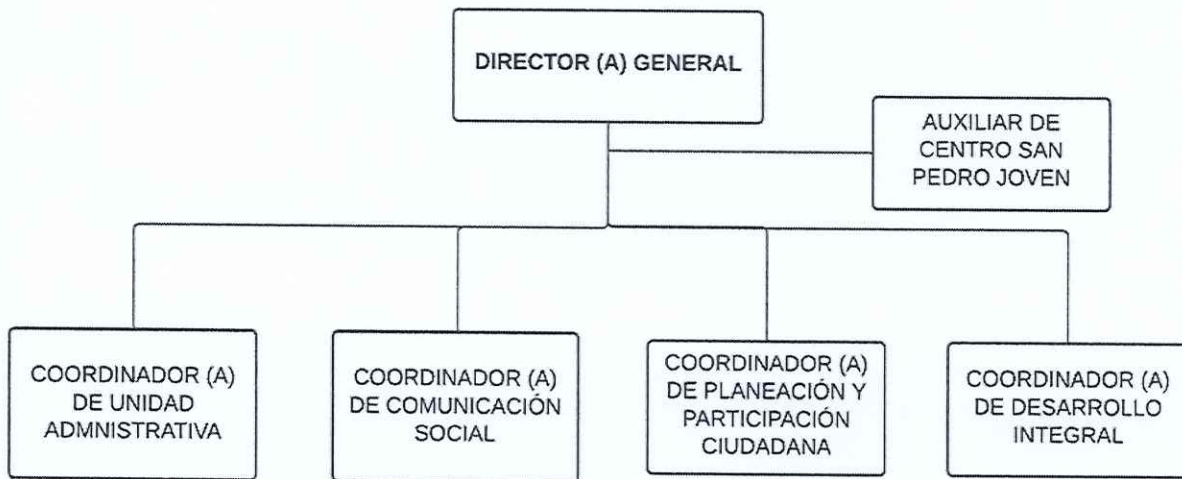 DIRECTOR (A) GENERAL
AUXILIAR DE
CENTRO SAN
PEDRO JOVEN
COORDINADOR (A)
DE UNIDAD
ADMNISTRATIVA
COORDINADOR (A)
DE COMUNICACIÓN
SOCIAL
COORDINADOR (A)
DE PLANEACIÓN Y
PARTICIPACIÓN
CIUDADANA
COORDINADOR (A)
DE DESARROLLO
INTEGRAL